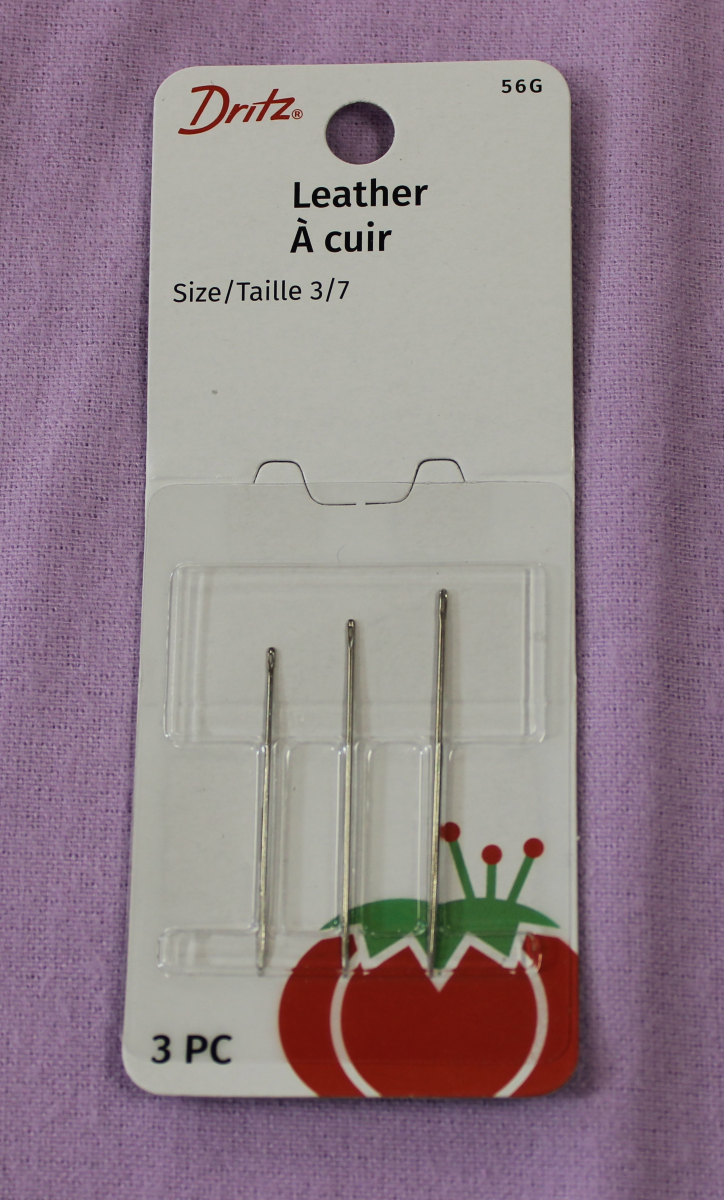 Dritz®
56G
Leather
À cuir
Size/Taille 3/7
3 PC